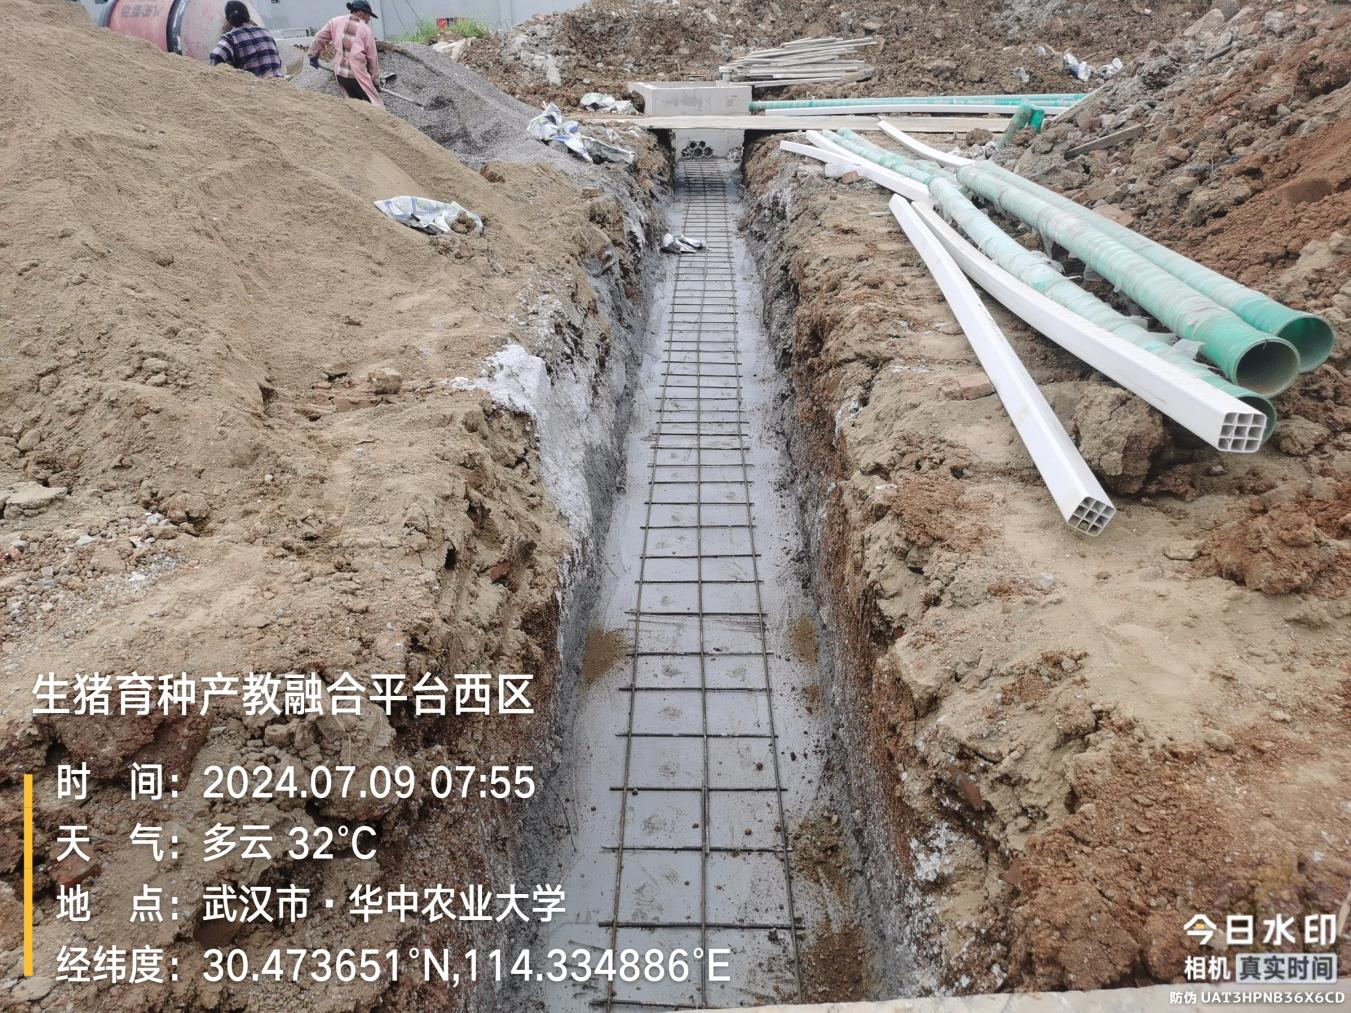 生猪育种产教融合平台西区
时 间：2024.07.09 07:55
天 气：多云 32℃
地 点：武汉市·华中农业大学
经纬度：30.473651°N,114.334886°E
今日水印
相机 真实时间
防伪 UAT3HPNB36X6CD